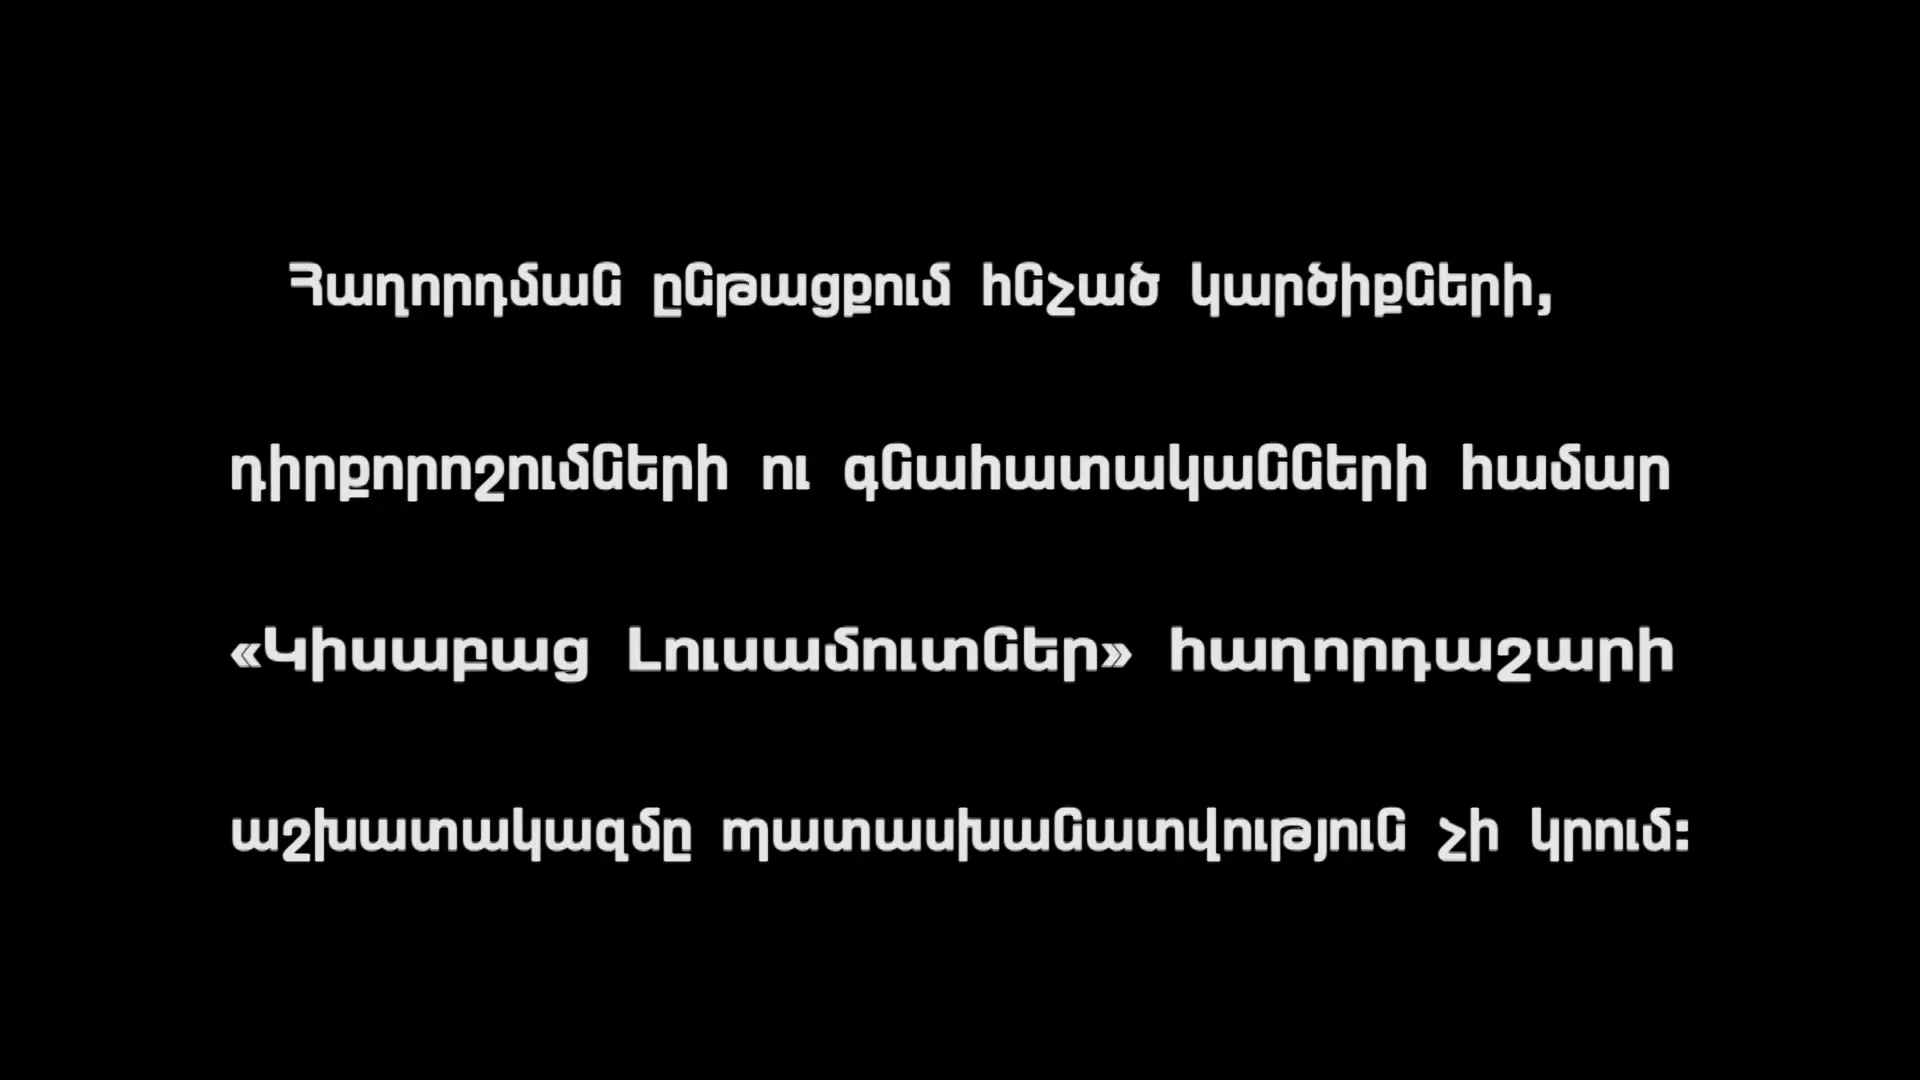 Հաղորդման ընթացքում հնչած կարծիքների,
դիրքորոշումների ու գնահատականների համար
«Կիսաբաց Լուսամուտներ» հաղորդաշարի
աշխատակազմը պատասխանատվություն չի կրում: